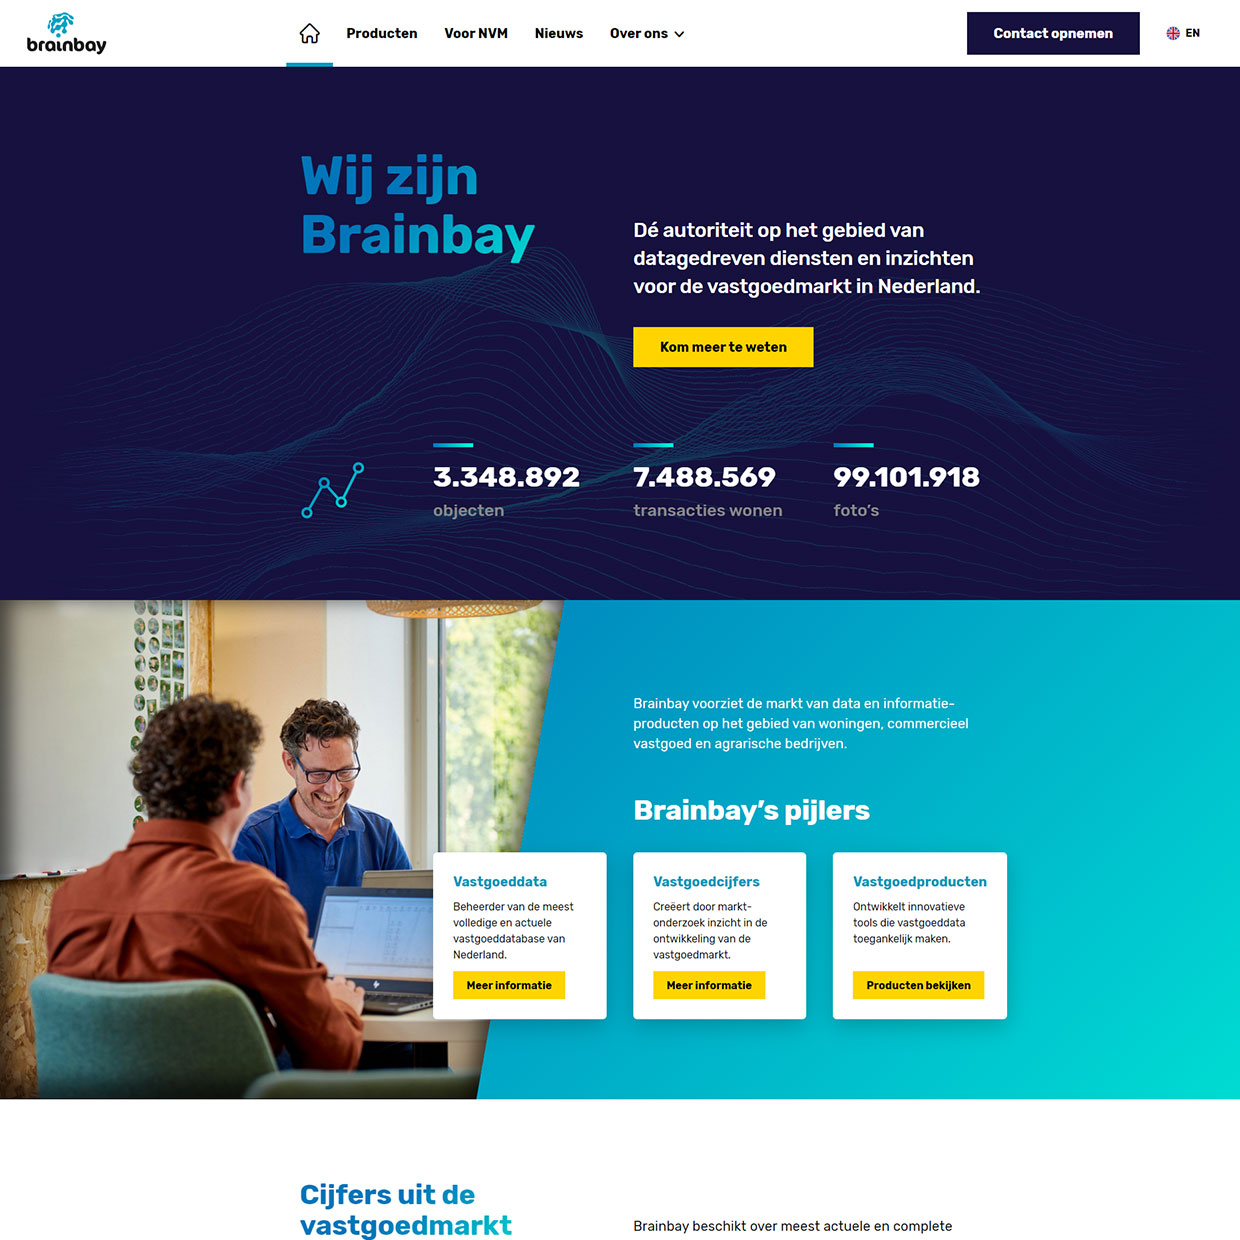 brainbay
Producten
Voor NVM
Nieuws
Over ons
Contact opnemen
EN
Wij zijn
Brainbay
Dé autoriteit op het gebied van
datagedreven diensten en inzichten
voor de vastgoedmarkt in Nederland.
Kom meer te weten
3.348.892
objecten
7.488.569
transacties wonen
99.101.918
foto's
Brainbay voorziet de markt van data en informatie-
producten op het gebied van woningen, commercieel
vastgoed en agrarische bedrijven.
Brainbay's pijlers
Vastgoeddata
Beheerder van de meest
volledige en actuele
vastgoeddatabase van
Nederland.
Meer informatie
Vastgoedcijfers
Creëert door markt-
onderzoek inzicht in de
ontwikkeling van de
vastgoedmarkt.
Meer informatie
Vastgoedproducten
Ontwikkelt innovatieve
tools die vastgoeddata
toegankelijk maken.
Producten bekijken
Cijfers uit de
vastgoedmarkt
Brainbay beschikt over meest actuele en complete